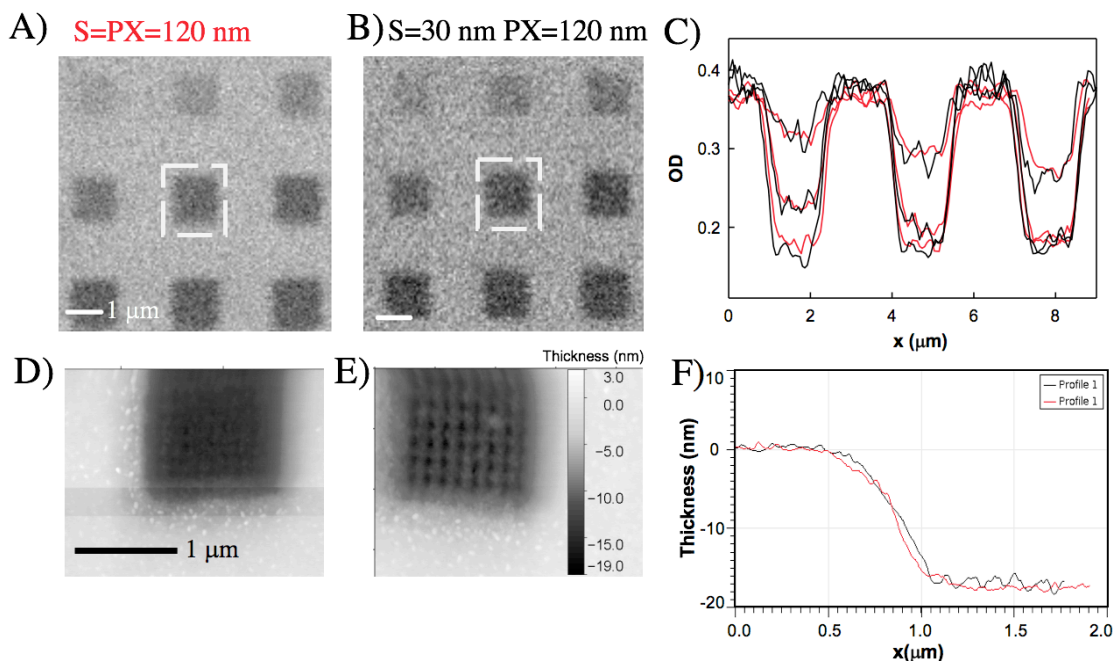 A)
S=PX=120 nm
B)
S=30 nm PX=120 nm
C)
1 μm
0.4
0.3
0.2
OD
0
2
4
6
8
x (μm)
D)
1 μm
E)
Thickness (nm)
3.0
0.0
−5.0
−10.0
−15.0
−19.0
F)
10
0
-10
-20
Thickness (nm)
Profile 1
Profile 1
0.0
0.5
1.0
1.5
2.0
x(μm)